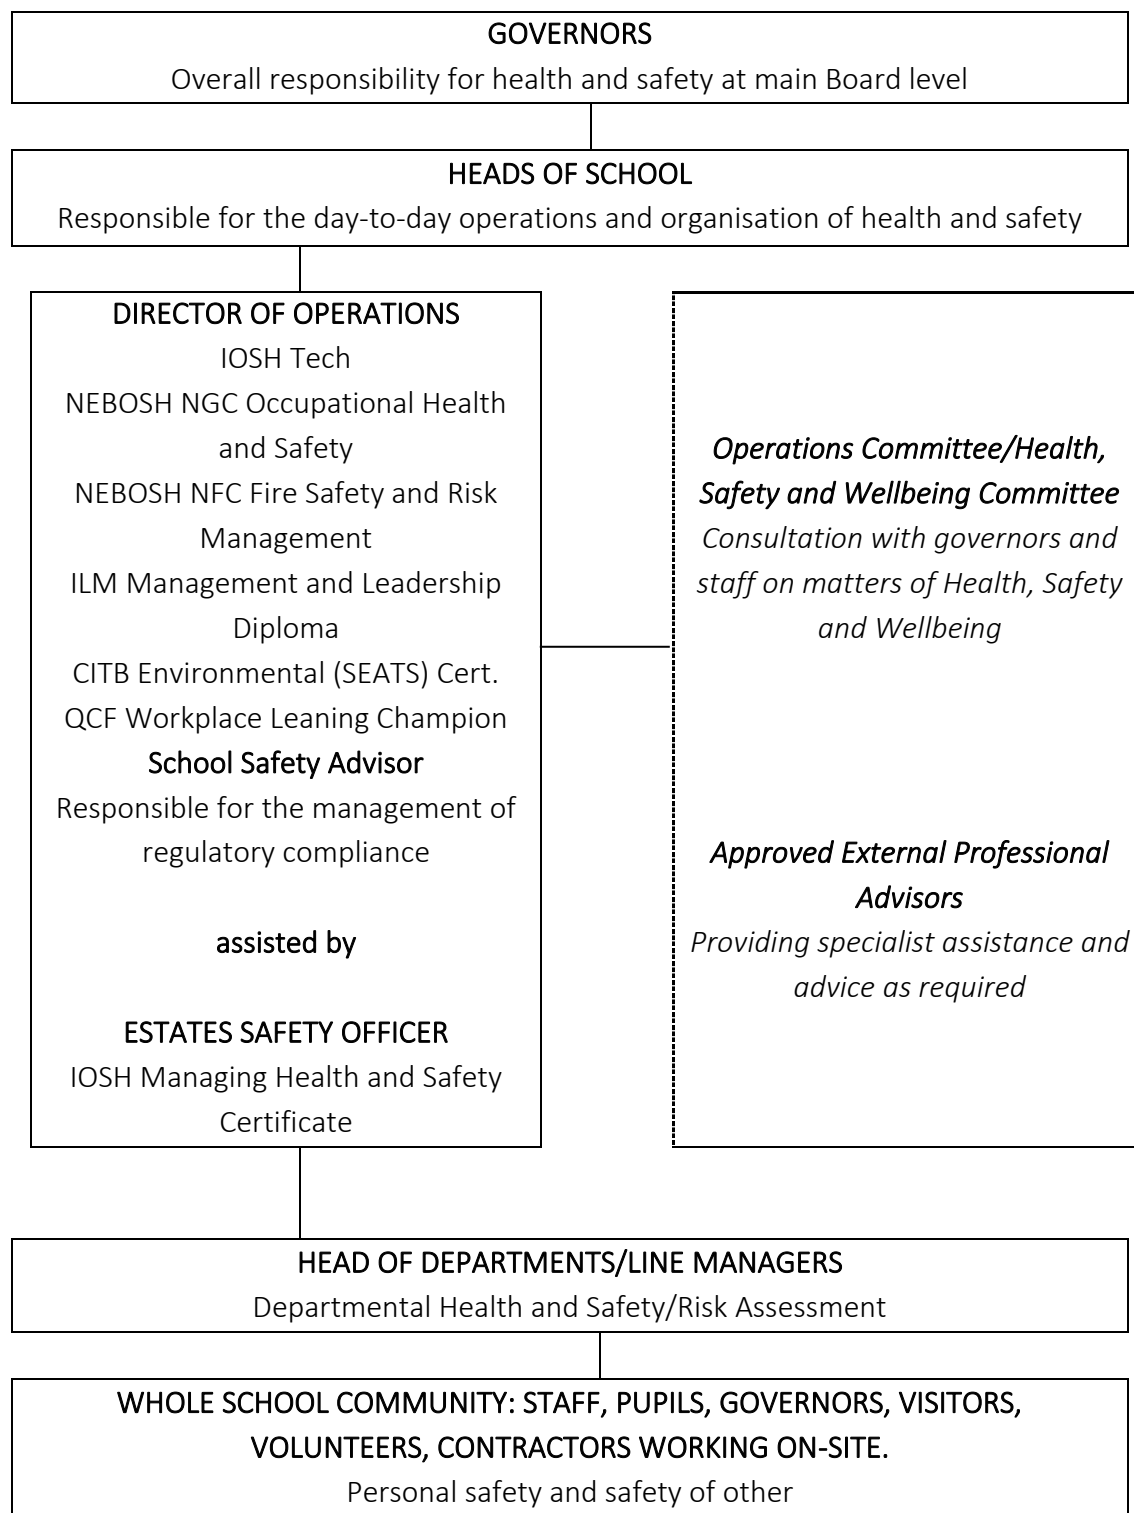 GOVERNORS
Overall responsibility for health and safety at main Board level
HEADS OF SCHOOL
Responsible for the day-to-day operations and organisation of health and safety
DIRECTOR OF OPERATIONS
IOSH Tech
NEBOSH NGC Occupational Health
and Safety
NEBOSH NFC Fire Safety and Risk
Management
ILM Management and Leadership
Diploma
CITB Environmental (SEATS) Cert.
QCF Workplace Leaning Champion
School Safety Advisor
Responsible for the management of
regulatory compliance
assisted by
ESTATES SAFETY OFFICER
IOSH Managing Health and Safety
Certificate
Operations Committee/Health,
Safety and Wellbeing Committee
Consultation with governors and
staff on matters of Health, Safety
and Wellbeing
Approved External Professional
Advisors
Providing specialist assistance and
advice as required
HEAD OF DEPARTMENTS/LINE MANAGERS
Departmental Health and Safety/Risk Assessment
WHOLE SCHOOL COMMUNITY: STAFF, PUPILS, GOVERNORS, VISITORS,
VOLUNTEERS, CONTRACTORS WORKING ON-SITE.
Personal safety and safety of other